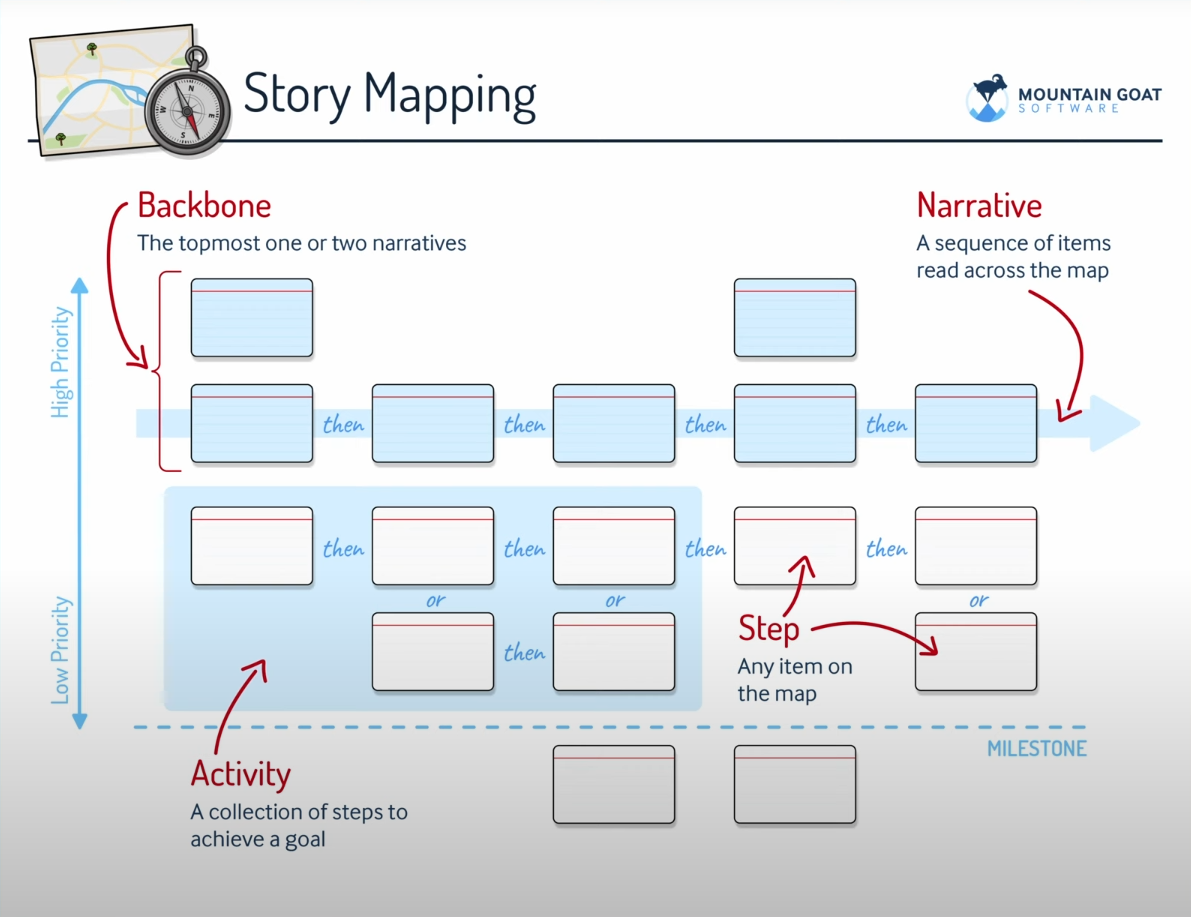 Story Mapping
MOUNTAIN GOAT
SOFTWARE
N
E
S
W
Backbone
The topmost one or two narratives
Narrative
A sequence of items
read across the map
High Priority
Low Priority
then
then
then
then
then
then
then
then
or
or
or
then
Step
Any item on
the map
MILESTONE
Activity
A collection of steps to
achieve a goal